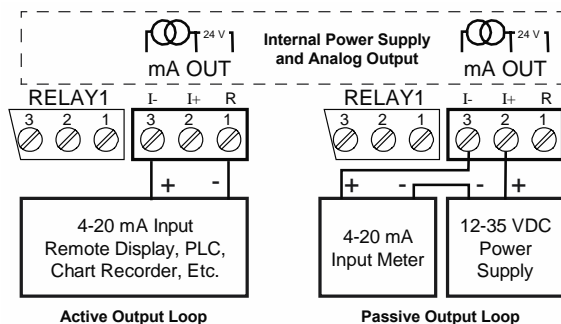 24 V
mA OUT
Internal Power Supply
and Analog Output
24 V
mA OUT
RELAY1
I- I+ R
3 2 1
3 2 1
RELAY1
I- I+ R
3 2 1
3 2 1
+ -
4-20 mA Input
Remote Display, PLC,
Chart Recorder, Etc.
Active Output Loop
+ -
- +
4-20 mA
Input Meter
12-35 VDC
Power
Supply
Passive Output Loop